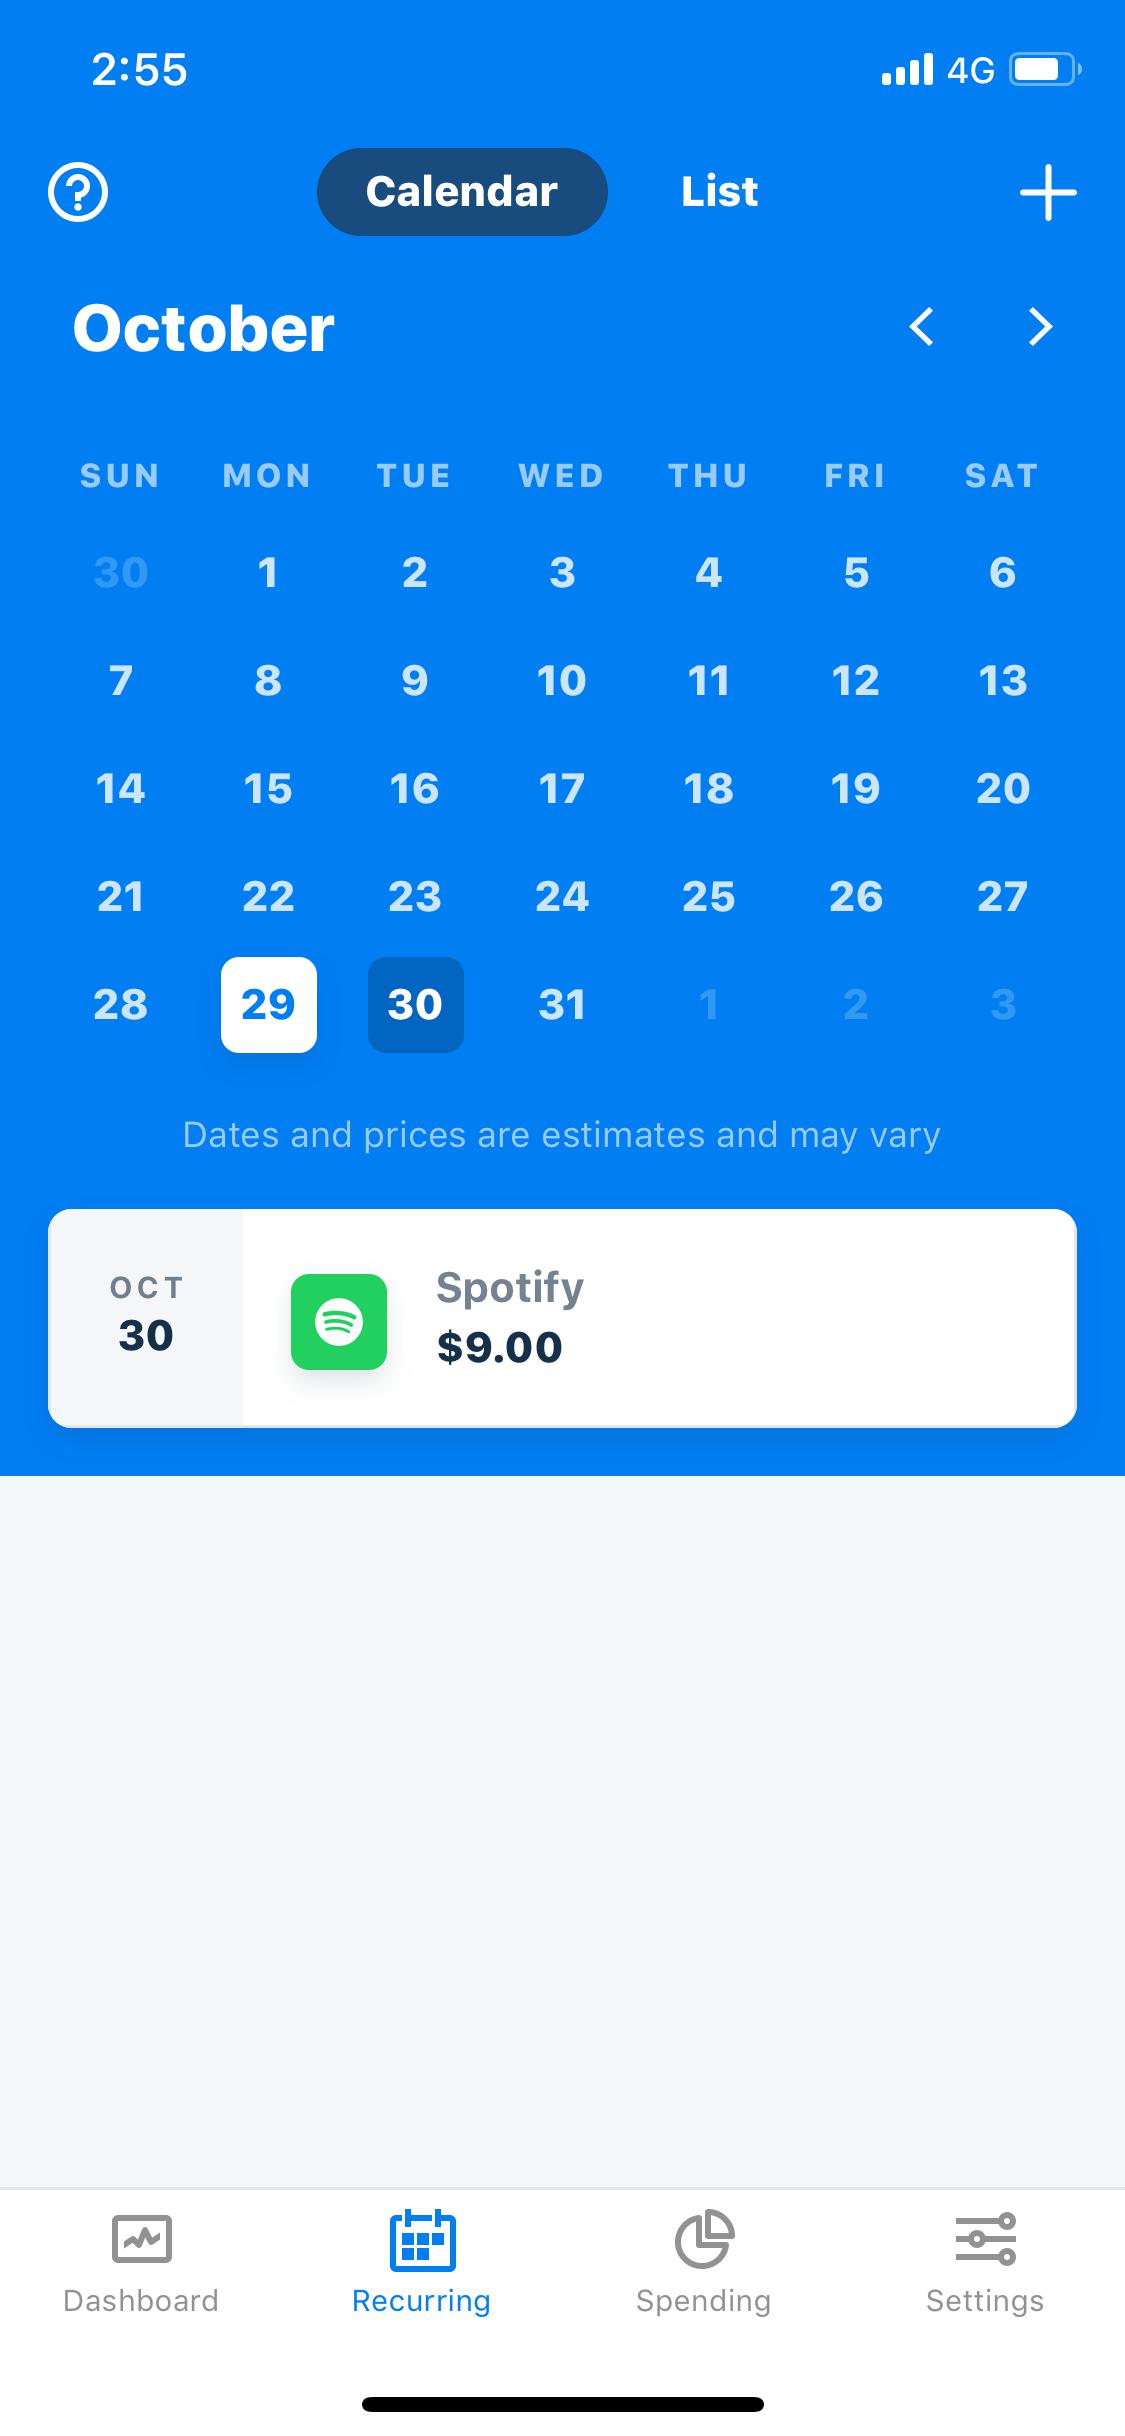 2:55 4G
Calendar List
October
SUN MON TUE WED THU FRI SAT
30 1 2 3 4 5 6
7 8 9 10 11 12 13
14 15 16 17 18 19 20
21 22 23 24 25 26 27
28 29 30 31 1 2 3
Dates and prices are estimates and may vary
OCT
30
Spotify
$9.00
Dashboard Recurring Spending Settings